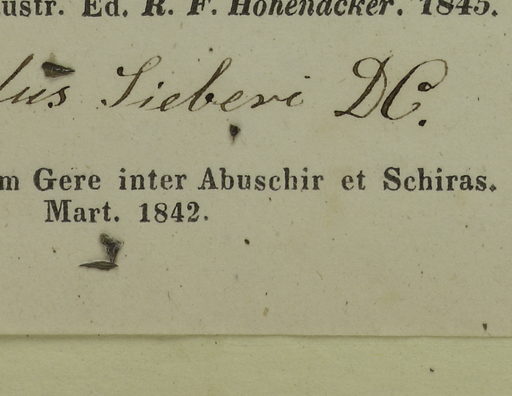 ustr. Ed. R. F. Hohenacker. 1845.
lus Sieberi DC.
m Gere inter Abuschir et Schiras.
Mart. 1842.